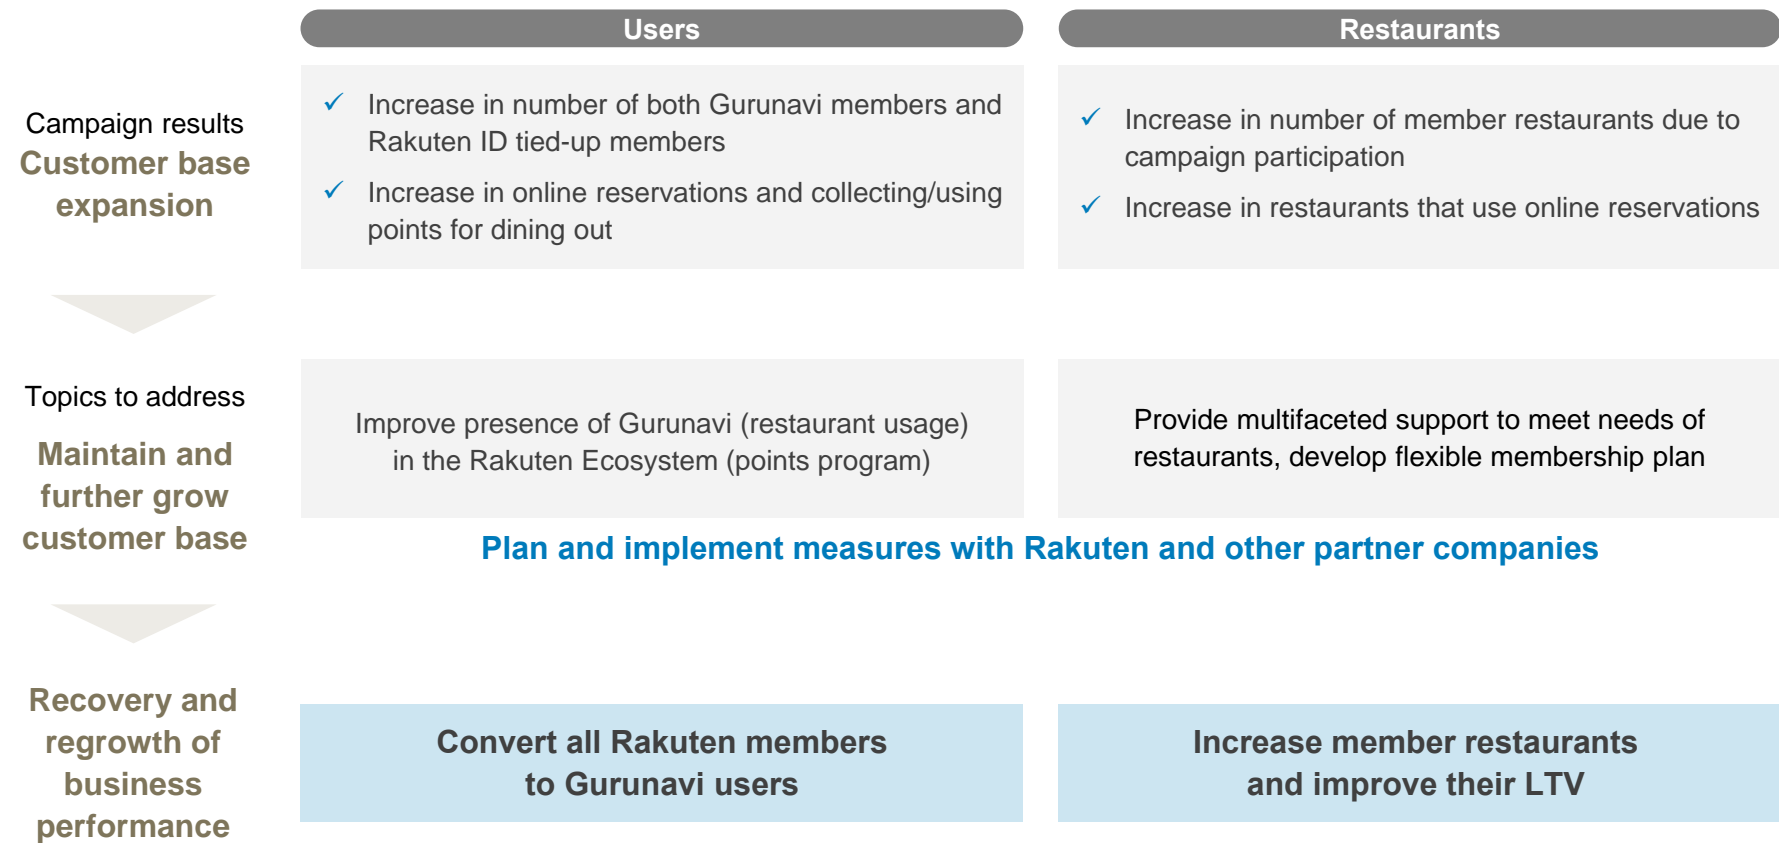 Users
Restaurants
Campaign results
Customer base
expansion
✓ Increase in number of both Gurunavi members and
Rakuten ID tied-up members
✓ Increase in online reservations and collecting/using
points for dining out
✓ Increase in number of member restaurants due to
campaign participation
✓ Increase in restaurants that use online reservations
Topics to address
Maintain and
further grow
customer base
Improve presence of Gurunavi (restaurant usage)
in the Rakuten Ecosystem (points program)
Provide multifaceted support to meet needs of
restaurants, develop flexible membership plan
Plan and implement measures with Rakuten and other partner companies
Recovery and
regrowth of
business
performance
Convert all Rakuten members
to Gurunavi users
Increase member restaurants
and improve their LTV